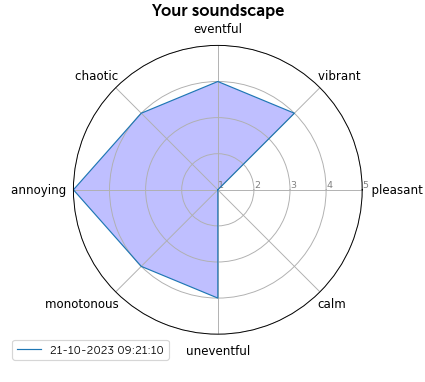 Your soundscape
eventful
chaotic
vibrant
annoying
1
2
3
4
5
pleasant
monotonous
calm
21-10-2023 09:21:10
uneventful